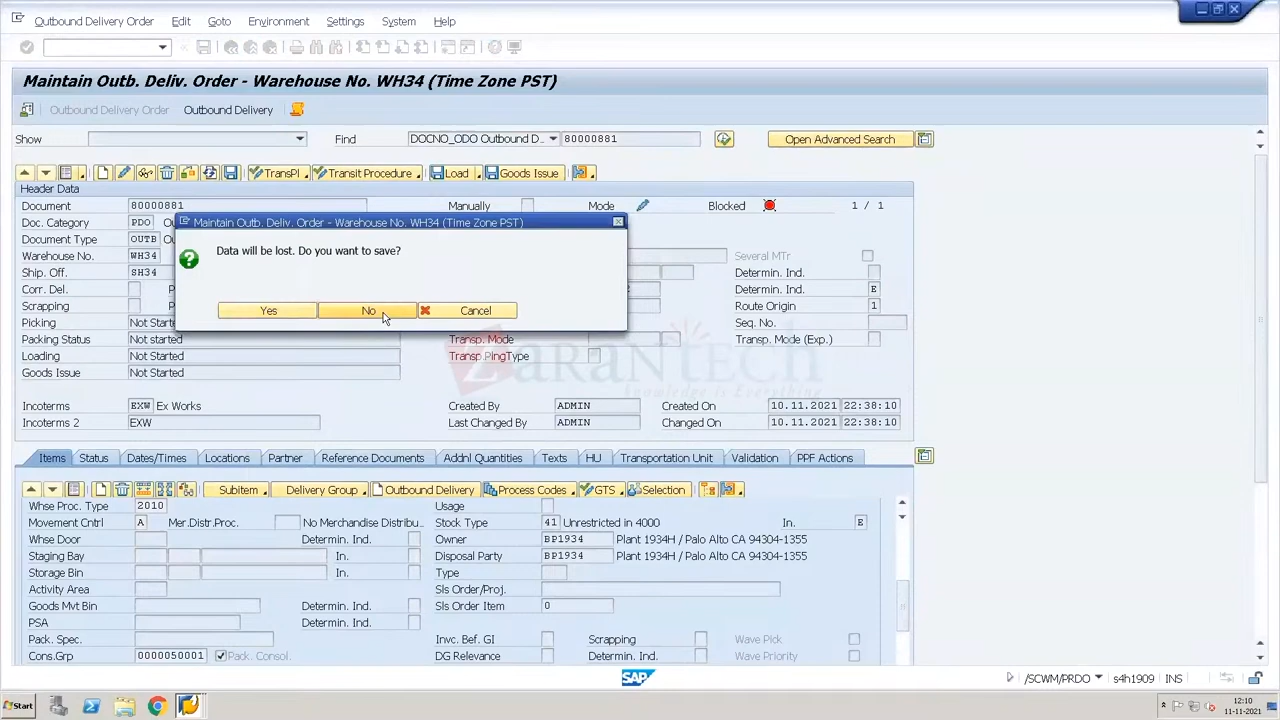 Outbound Delivery Order Edit Goto Environment Settings System Help
Maintain Outb. Deliv. Order - Warehouse No. WH34 (Time Zone PST)
Outbound Delivery Order Outbound Delivery
Show Find DOCNO_ODO Outbound D... 80000881 Open Advanced Search
TransPl Transit Procedure Load Goods Issue
Header Data
Document 80000881 Manually Mode Blocked 1 / 1
Doc. Category PDO
Maintain Outb. Deliv. Order - Warehouse No. WH34 (Time Zone PST)
Document Type OUTB
Data will be lost. Do you want to save?
Warehouse No. WH34 Several MTr
Ship. Off. SH34 Determin. Ind.
Corr. Del. Determin. Ind. E
Scrapping Route Origin 1
Yes No Cancel
Picking Not Start Seq. No.
Packing Status Not started Transp. Mode Transp. Mode (Exp.)
Loading Not Started Transp.PlngType
Goods Issue Not Started
ZaranTech
Knowledge is Everything
Incoterms EXW Ex Works Created By ADMIN Created On 10.11.2021 22:38:10
Incoterms 2 EXW Last Changed By ADMIN Changed On 10.11.2021 22:38:10
Items Status Dates/Times Locations Partner Reference Documents Addnl Quantities Texts HU Transportation Unit Validation PPF Actions
SubItem Delivery Group Outbound Delivery Process Codes GTS Selection
Whse Proc. Type 2010 Usage
Movement Cntrl A Mer.Distr.Proc. No Merchandise Distribu... Stock Type 41 Unrestricted in 4000 In. E
Whse Door Determin. Ind. Owner BP1934 Plant 1934H / Palo Alto CA 94304-1355
Staging Bay In. Disposal Party BP1934 Plant 1934H / Palo Alto CA 94304-1355
Storage Bin In. Type
Activity Area Sls Order/Proj.
Goods Mvt Bin Determin. Ind. Sls Order Item 0
PSA Determin. Ind.
Pack. Spec. Invc. Bef. GI Scrapping Wave Pick
Cons.Grp 0000050001 Pack. Consol. DG Relevance Determin. Ind. Wave Priority
SAP /SCWM/PRDO s4h1909 INS
Start 12:10
11-11-2021